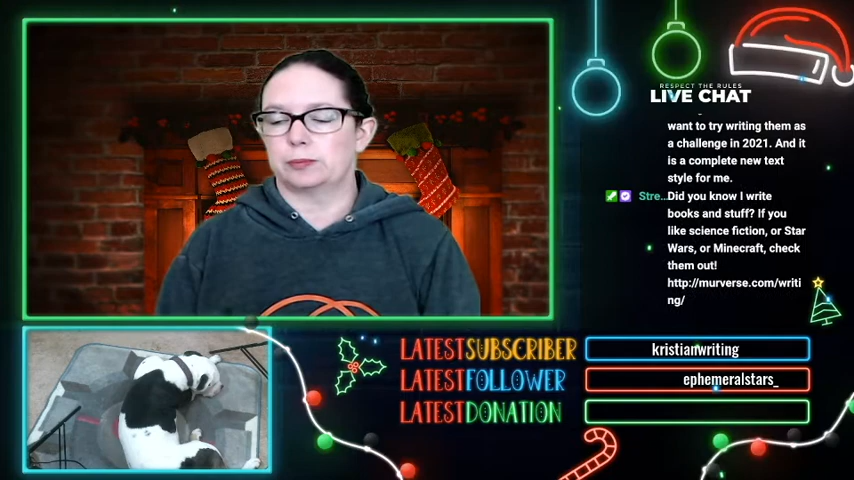 RESPECT THE RULES
LIVE CHAT
want to try writing them as
a challenge in 2021. And it
is a complete new text
style for me.
Stre...Did you know I write
books and stuff? If you
like science fiction, or Star
Wars, or Minecraft, check
them out!
http://murverse.com/writi
ng/
LATESTSUBSCRIBER kristianwriting
LATESTFOLLOWER ephemeralstars_
LATESTDONATION